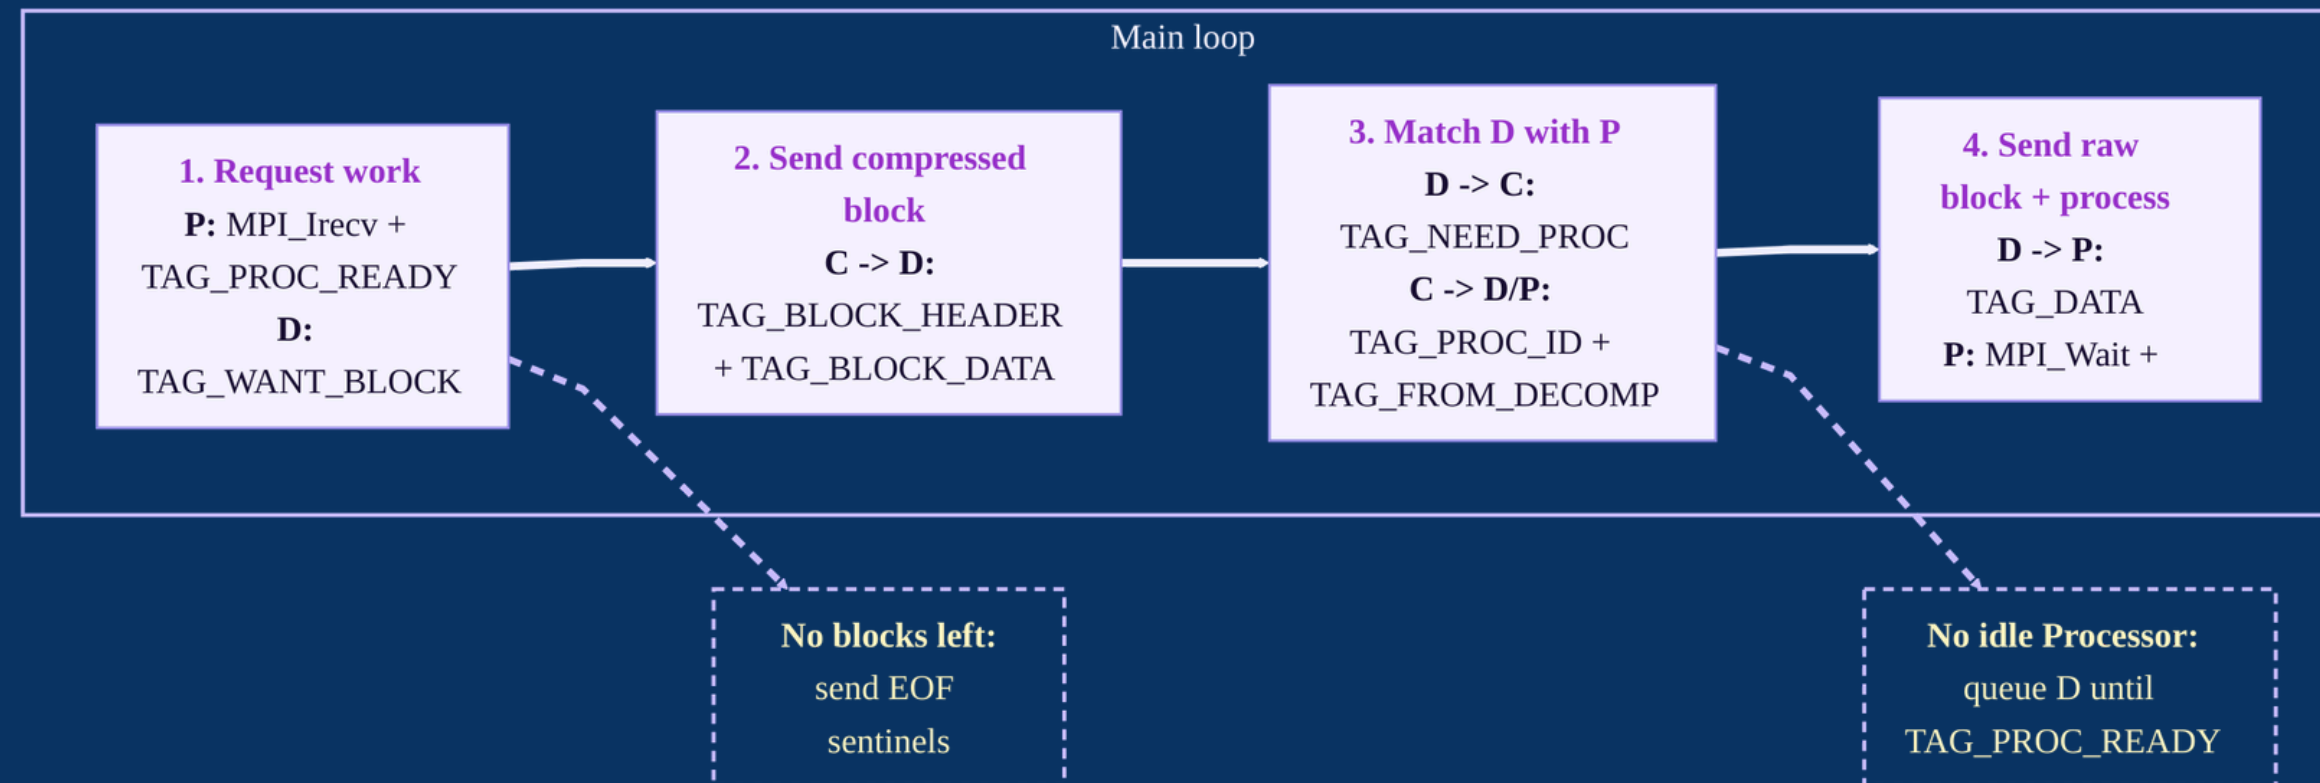 Main loop
1. Request work
P: MPI_Irecv +
TAG_PROC_READY
D:
TAG_WANT_BLOCK
2. Send compressed
block
C -> D:
TAG_BLOCK_HEADER
+ TAG_BLOCK_DATA
3. Match D with P
D -> C:
TAG_NEED_PROC
C -> D/P:
TAG_PROC_ID +
TAG_FROM_DECOMP
4. Send raw
block + process
D -> P:
TAG_DATA
P: MPI_Wait +
No blocks left:
send EOF
sentinels
No idle Processor:
queue D until
TAG_PROC_READY